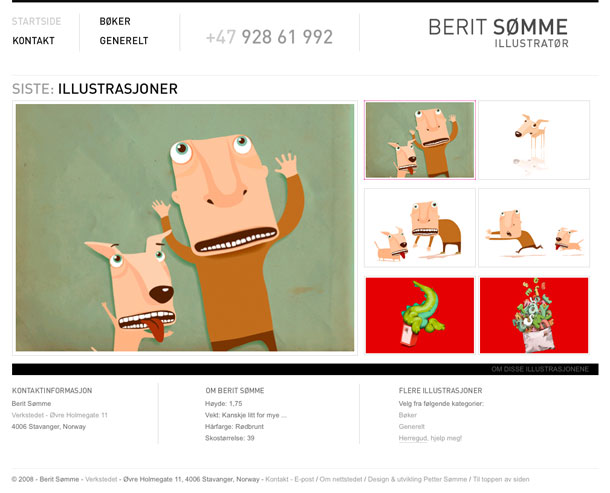 STARTSIDE
BØKER
KONTAKT
GENERELT
+47 928 61 992
BERIT SØMME
ILLUSTRATØR
SISTE: ILLUSTRASJONER
OM DISSE ILLUSTRASJONENE
KONTAKTINFORMASJON
Berit Sømme
Verkstedet - Øvre Holmegate 11
4006 Stavanger, Norway
OM BERIT SØMME
Høyde: 1,75
Vekt: Kanskje litt for mye ...
Hårfarge: Rødbrunt
Skostørrelse: 39
FLERE ILLUSTRASJONER
Velg fra følgende kategorier:
Bøker
Generelt
Herregud, hjelp meg!
© 2008 - Berit Sømme - Verkstedet - Øvre Holmegate 11, 4006 Stavanger, Norway - Kontakt - E-post / Om nettstedet / Design & utvikling Petter Sømme / Til toppen av siden